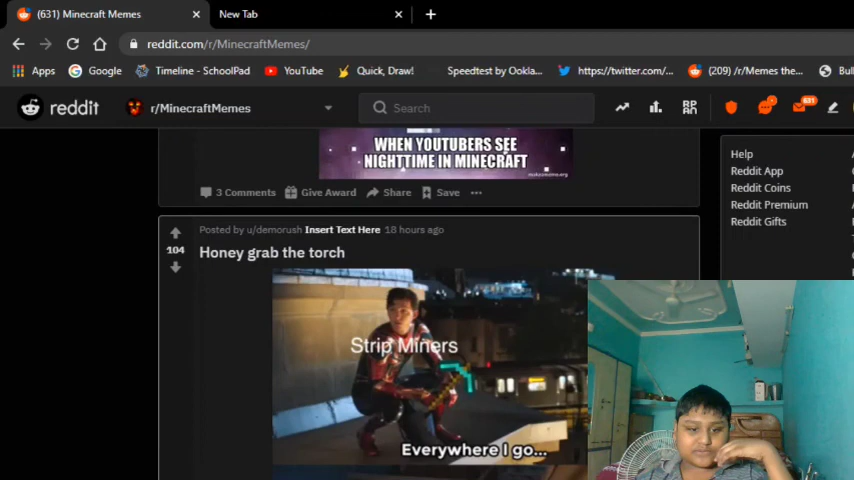 (631) Minecraft Memes
New Tab
reddit.com/r/MinecraftMemes/
Apps
Google
Timeline - SchoolPad
YouTube
Quick, Draw!
Speedtest by Ookla...
https://twitter.com/...
(209) /r/Memes the...
reddit
r/MinecraftMemes
Search
631
WHEN YOUTUBERS SEE
NIGHTTIME IN MINECRAFT
3 Comments
Give Award
Share
Save
Help
Reddit App
Reddit Coins
Reddit Premium
Reddit Gifts
Posted by u/demorush Insert Text Here 18 hours ago
104
Honey grab the torch
Strip Miners
Everywhere I go...